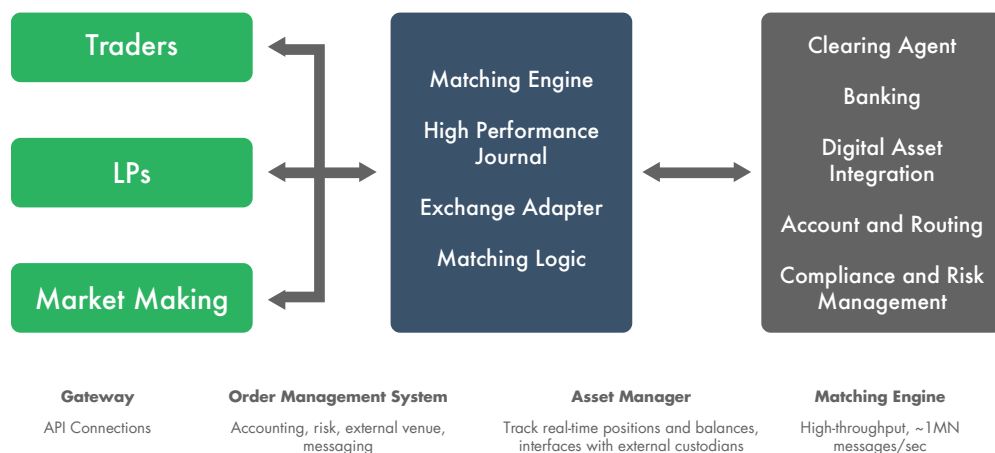 Traders
LPs
Market Making
Matching Engine
High Performance
Journal
Exchange Adapter
Matching Logic
Clearing Agent
Banking
Digital Asset
Integration
Account and Routing
Compliance and Risk
Management
Gateway
API Connections
Order Management System
Accounting, risk, external venue,
messaging
Asset Manager
Track real-time positions and balances,
interfaces with external custodians
Matching Engine
High-throughput, ~1MN
messages/sec